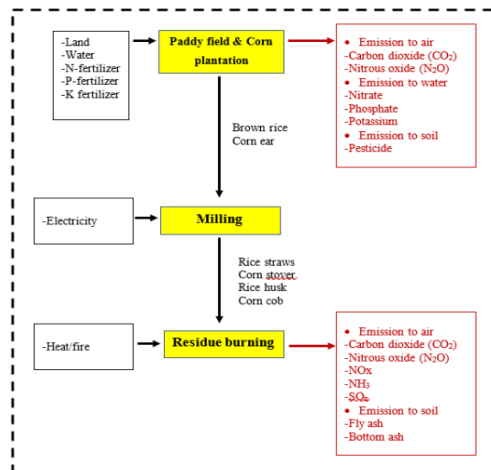 -Land
-Water
-N-fertilizer
-P-fertilizer
-K fertilizer
Paddy field & Corn
plantation
• Emission to air
-Carbon dioxide (CO₂)
-Nitrous oxide (N₂O)
• Emission to water
-Nitrate
-Phosphate
-Potassium
• Emission to soil
-Pesticide
Brown rice
Corn ear
-Electricity
Milling
Rice straws
Corn stover
Rice husk
Corn cob
-Heat/fire
Residue burning
• Emission to air
-Carbon dioxide (CO₂)
-Nitrous oxide (N₂O)
-NOx
-NH₃
-SOₓ
• Emission to soil
-Fly ash
-Bottom ash